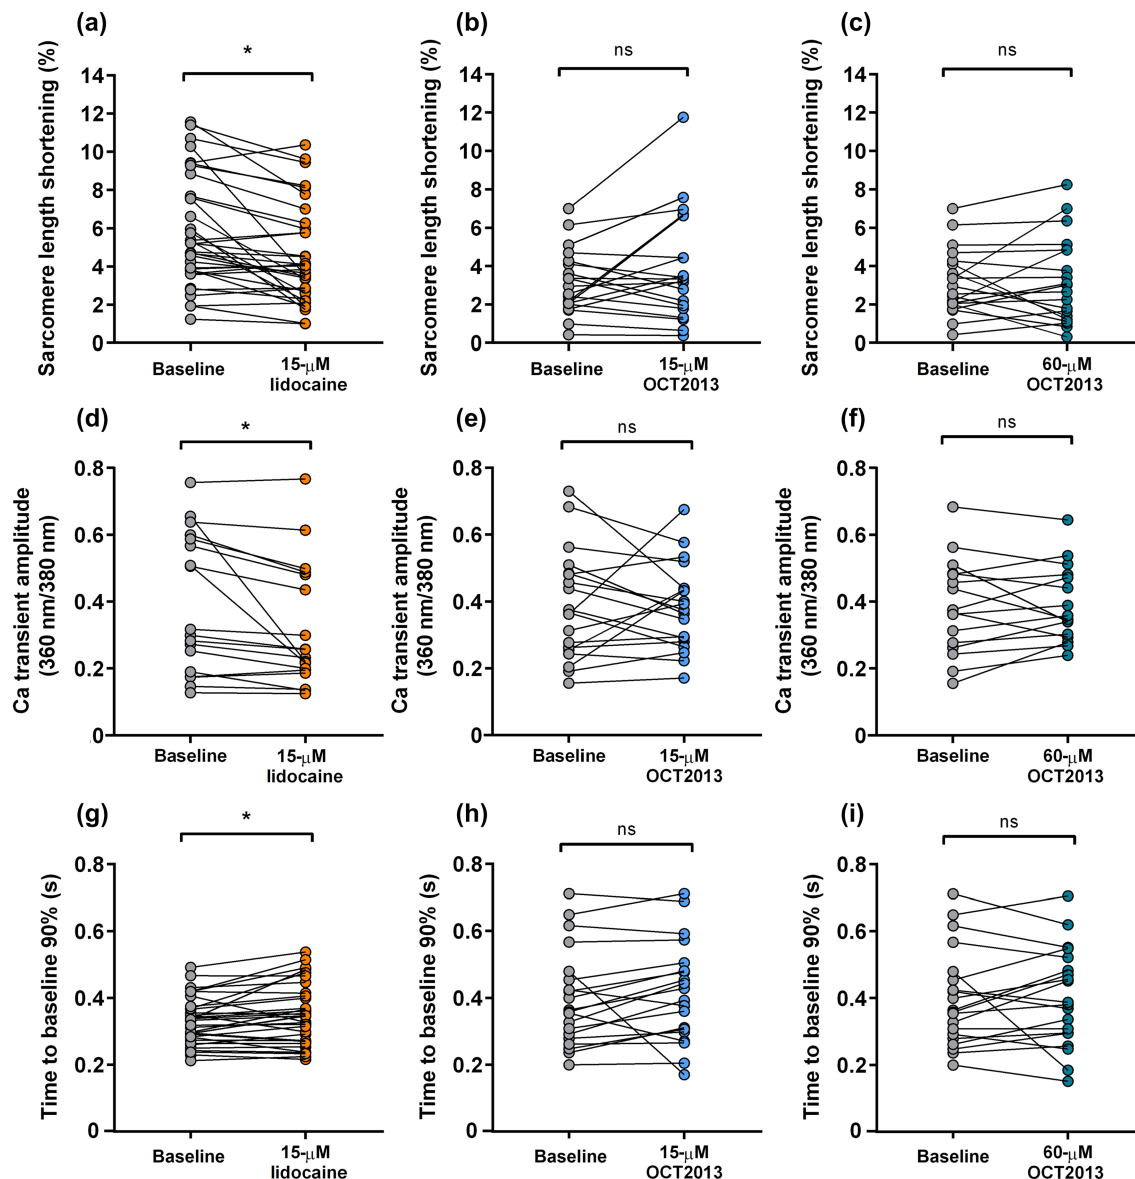 (a)
*
Sarcomere length shortening (%)
14
12
10
8
6
4
2
0
Baseline
15-μM
lidocaine
(b)
ns
Sarcomere length shortening (%)
14
12
10
8
6
4
2
0
Baseline
15-μM
OCT2013
(c)
ns
Sarcomere length shortening (%)
14
12
10
8
6
4
2
0
Baseline
60-μM
OCT2013
(d)
*
Ca transient amplitude
(360 nm/380 nm)
0.8
0.6
0.4
0.2
0
Baseline
15-μM
lidocaine
(e)
ns
Ca transient amplitude
(360 nm/380 nm)
0.8
0.6
0.4
0.2
0
Baseline
15-μM
OCT2013
(f)
ns
Ca transient amplitude
(360 nm/380 nm)
0.8
0.6
0.4
0.2
0
Baseline
60-μM
OCT2013
(g)
*
Time to baseline 90% (s)
0.8
0.6
0.4
0.2
0
Baseline
15-μM
lidocaine
(h)
ns
Time to baseline 90% (s)
0.8
0.6
0.4
0.2
0
Baseline
15-μM
OCT2013
(i)
ns
Time to baseline 90% (s)
0.8
0.6
0.4
0.2
0
Baseline
60-μM
OCT2013